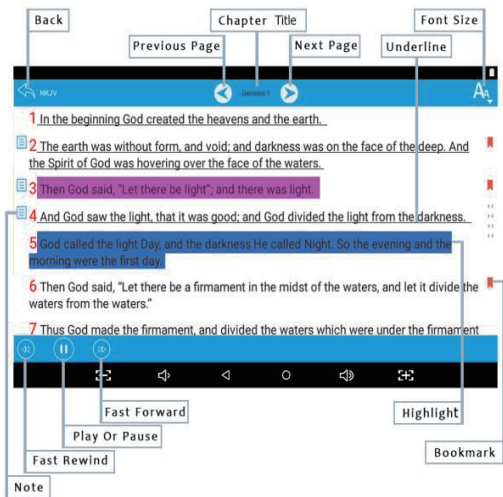 Back
Chapter Title
Font Size
Previous Page
Next Page
Underline
NKJV
Genesis 1
AA
1 In the beginning God created the heavens and the earth.
2 The earth was without form, and void; and darkness was on the face of the deep. And
the Spirit of God was hovering over the face of the waters.
3 Then God said, "Let there be light"; and there was light.
4 And God saw the light, that it was good; and God divided the light from the darkness.
5 God called the light Day, and the darkness He called Night. So the evening and the
morning were the first day.
6 Then God said, "Let there be a firmament in the midst of the waters, and let it divide the
waters from the waters."
7 Thus God made the firmament, and divided the waters which were under the firmament
Fast Forward
Highlight
Play Or Pause
Bookmark
Fast Rewind
Note